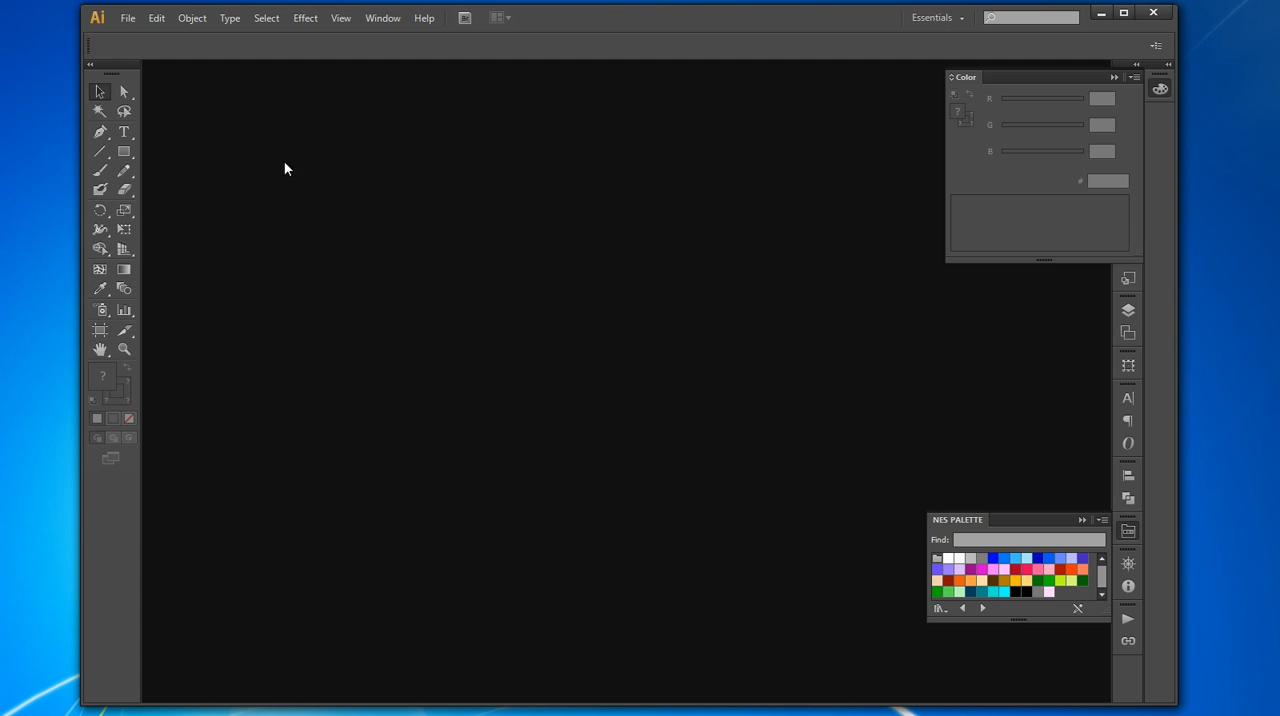 Ai File Edit Object Type Select Effect View Window Help Essentials
Color
R
G
B
#
?
T
?
A
NES PALETTE
Find: